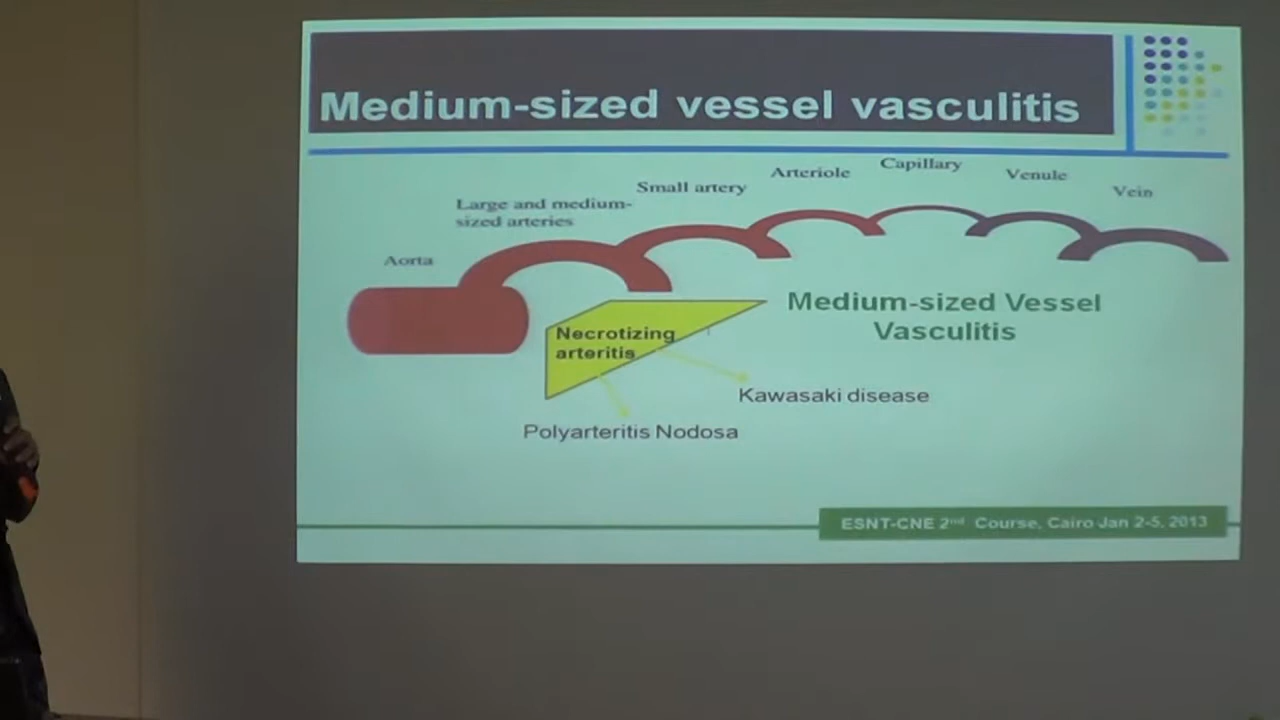 Medium-sized vessel vasculitis
Capillary
Arteriole
Venule
Small artery
Vein
Large and medium-
sized arteries
Aorta
Medium-sized Vessel
Vasculitis
Necrotizing
arteritis
Kawasaki disease
Polyarteritis Nodosa
ESNT-CNE 2nd Course, Cairo Jan 2-5, 2013